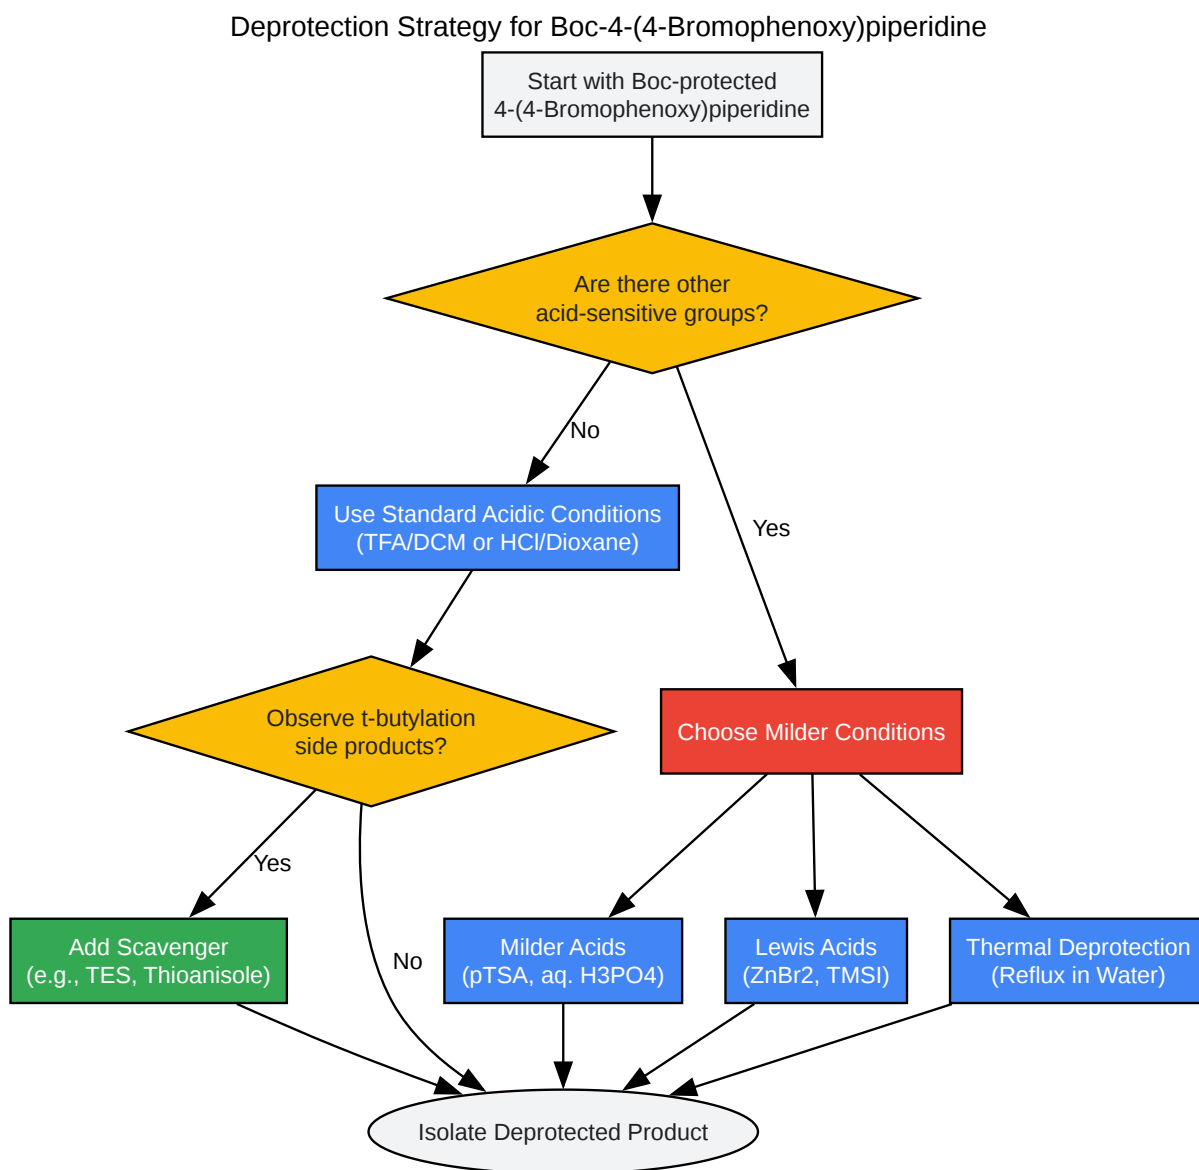 Deprotection Strategy for Boc-4-(4-Bromophenoxy)piperidine
Start with Boc-protected
4-(4-Bromophenoxy)piperidine
Are there other
acid-sensitive groups?
No
Yes
Use Standard Acidic Conditions
(TFA/DCM or HCl/Dioxane)
Observe t-butylation
side products?
Choose Milder Conditions
Yes
No
Add Scavenger
(e.g., TES, Thioanisole)
Milder Acids
(pTSA, aq. H3PO4)
Lewis Acids
(ZnBr2, TMSI)
Thermal Deprotection
(Reflux in Water)
Isolate Deprotected Product